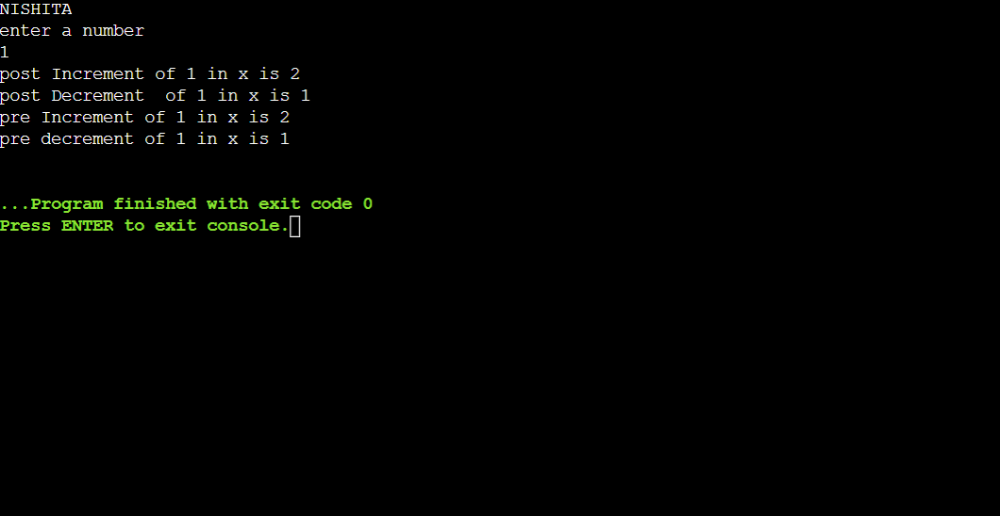 NISHITA
enter a number
1
post Increment of 1 in x is 2
post Decrement  of 1 in x is 1
pre Increment of 1 in x is 2
pre decrement of 1 in x is 1
...Program finished with exit code 0
Press ENTER to exit console.